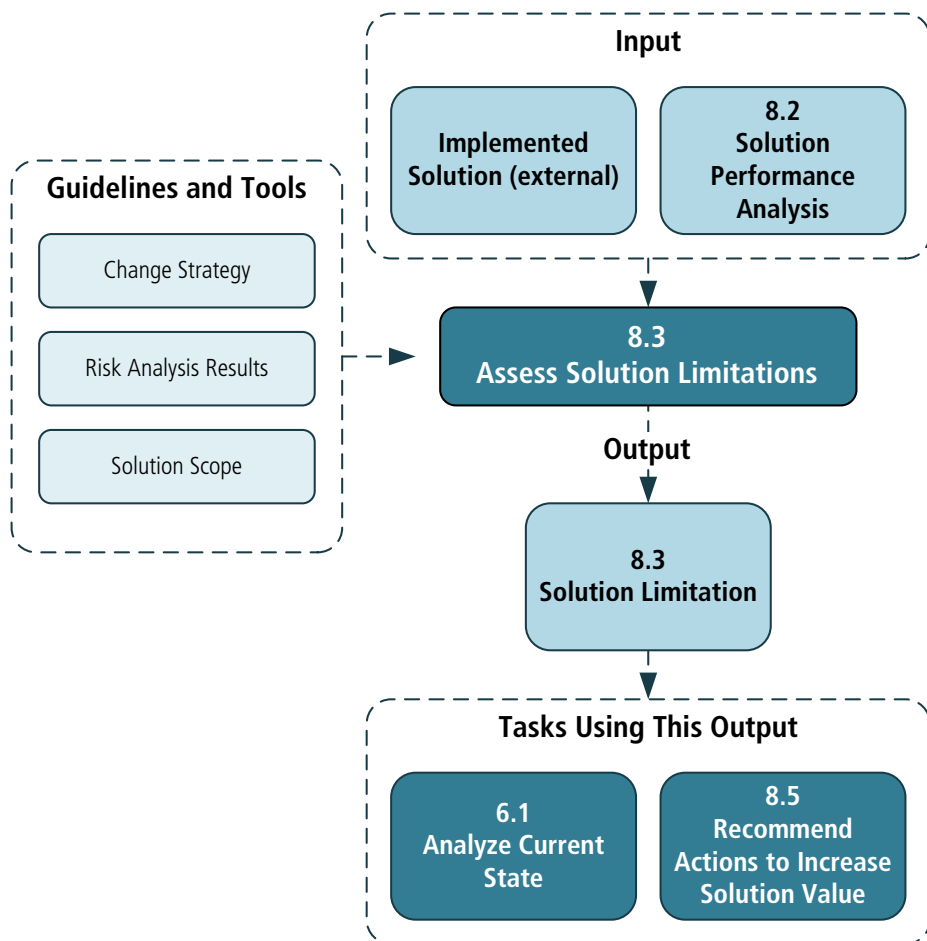 Input
Implemented
Solution (external)
8.2
Solution
Performance
Analysis
Guidelines and Tools
Change Strategy
Risk Analysis Results
Solution Scope
8.3
Assess Solution Limitations
Output
8.3
Solution Limitation
Tasks Using This Output
6.1
Analyze Current
State
8.5
Recommend
Actions to Increase
Solution Value